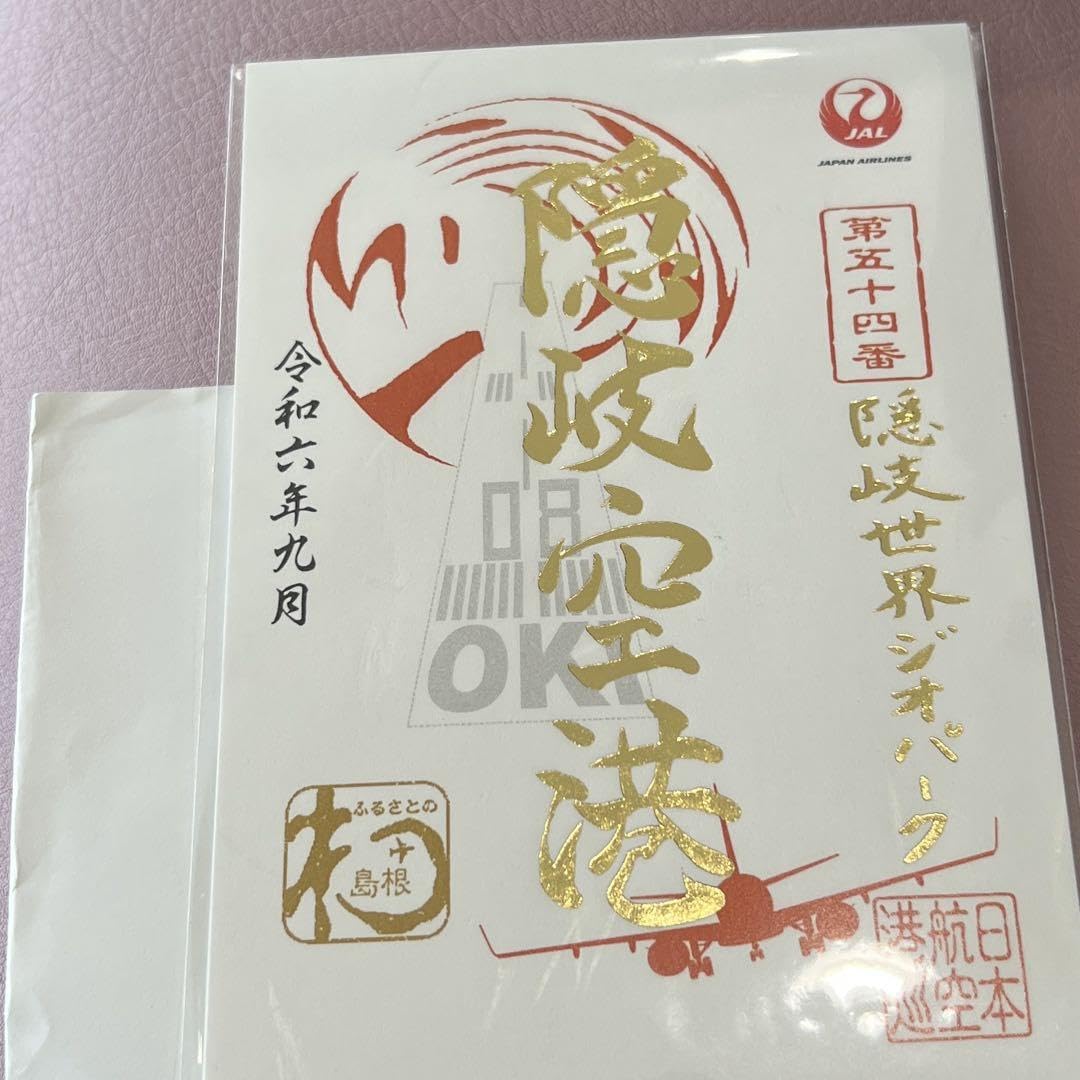 JAL
JAPAN AIRLINES
第五十四番
隠岐世界ジオパーク
隠岐空港
08
OKI
令和六年九月
ふるさとの
島根
日本
航空
港巡